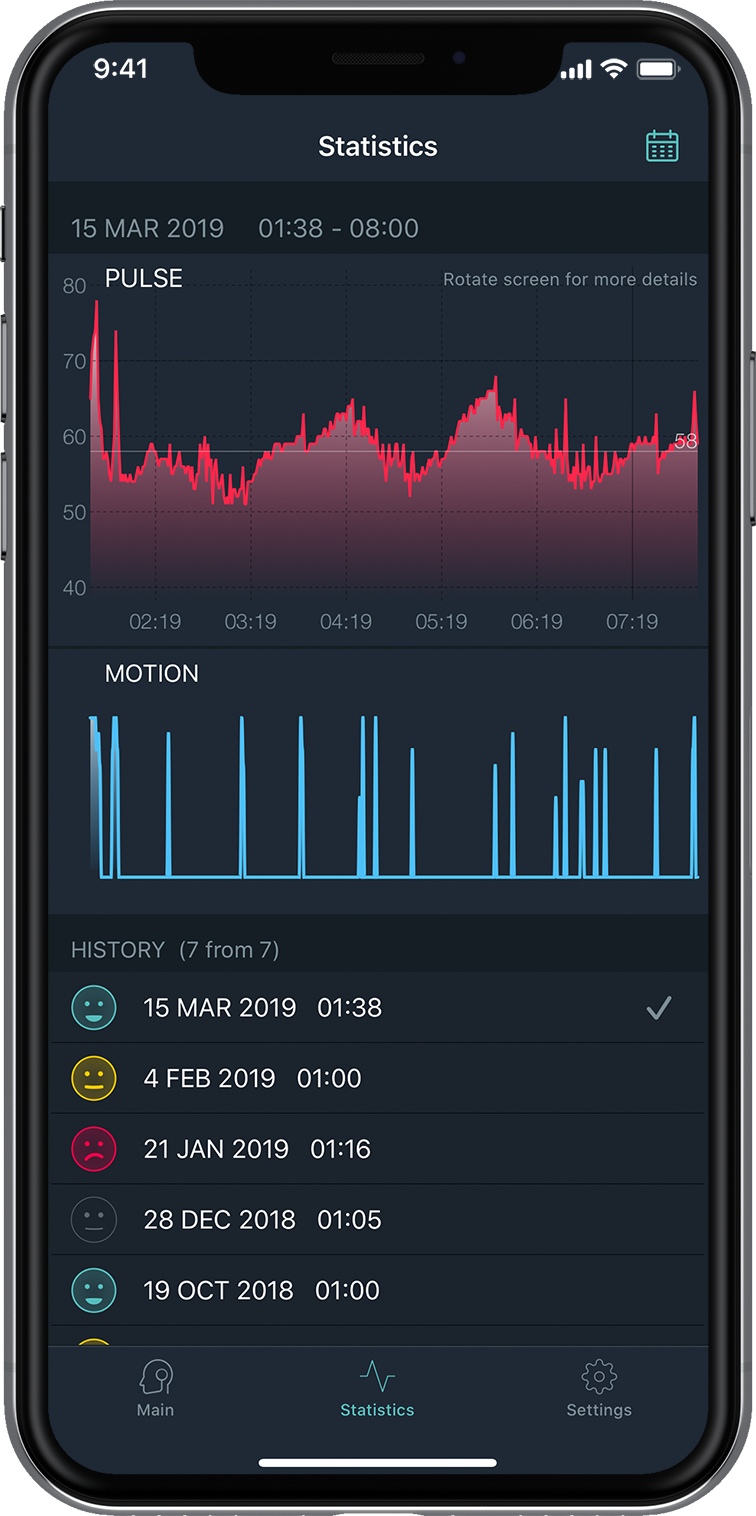 9:41
Statistics
15 MAR 2019 01:38 - 08:00
PULSE
Rotate screen for more details
80
70
60
58
50
40
02:19 03:19 04:19 05:19 06:19 07:19
MOTION
HISTORY (7 from 7)
15 MAR 2019 01:38
4 FEB 2019 01:00
21 JAN 2019 01:16
28 DEC 2018 01:05
19 OCT 2018 01:00
Main Statistics Settings